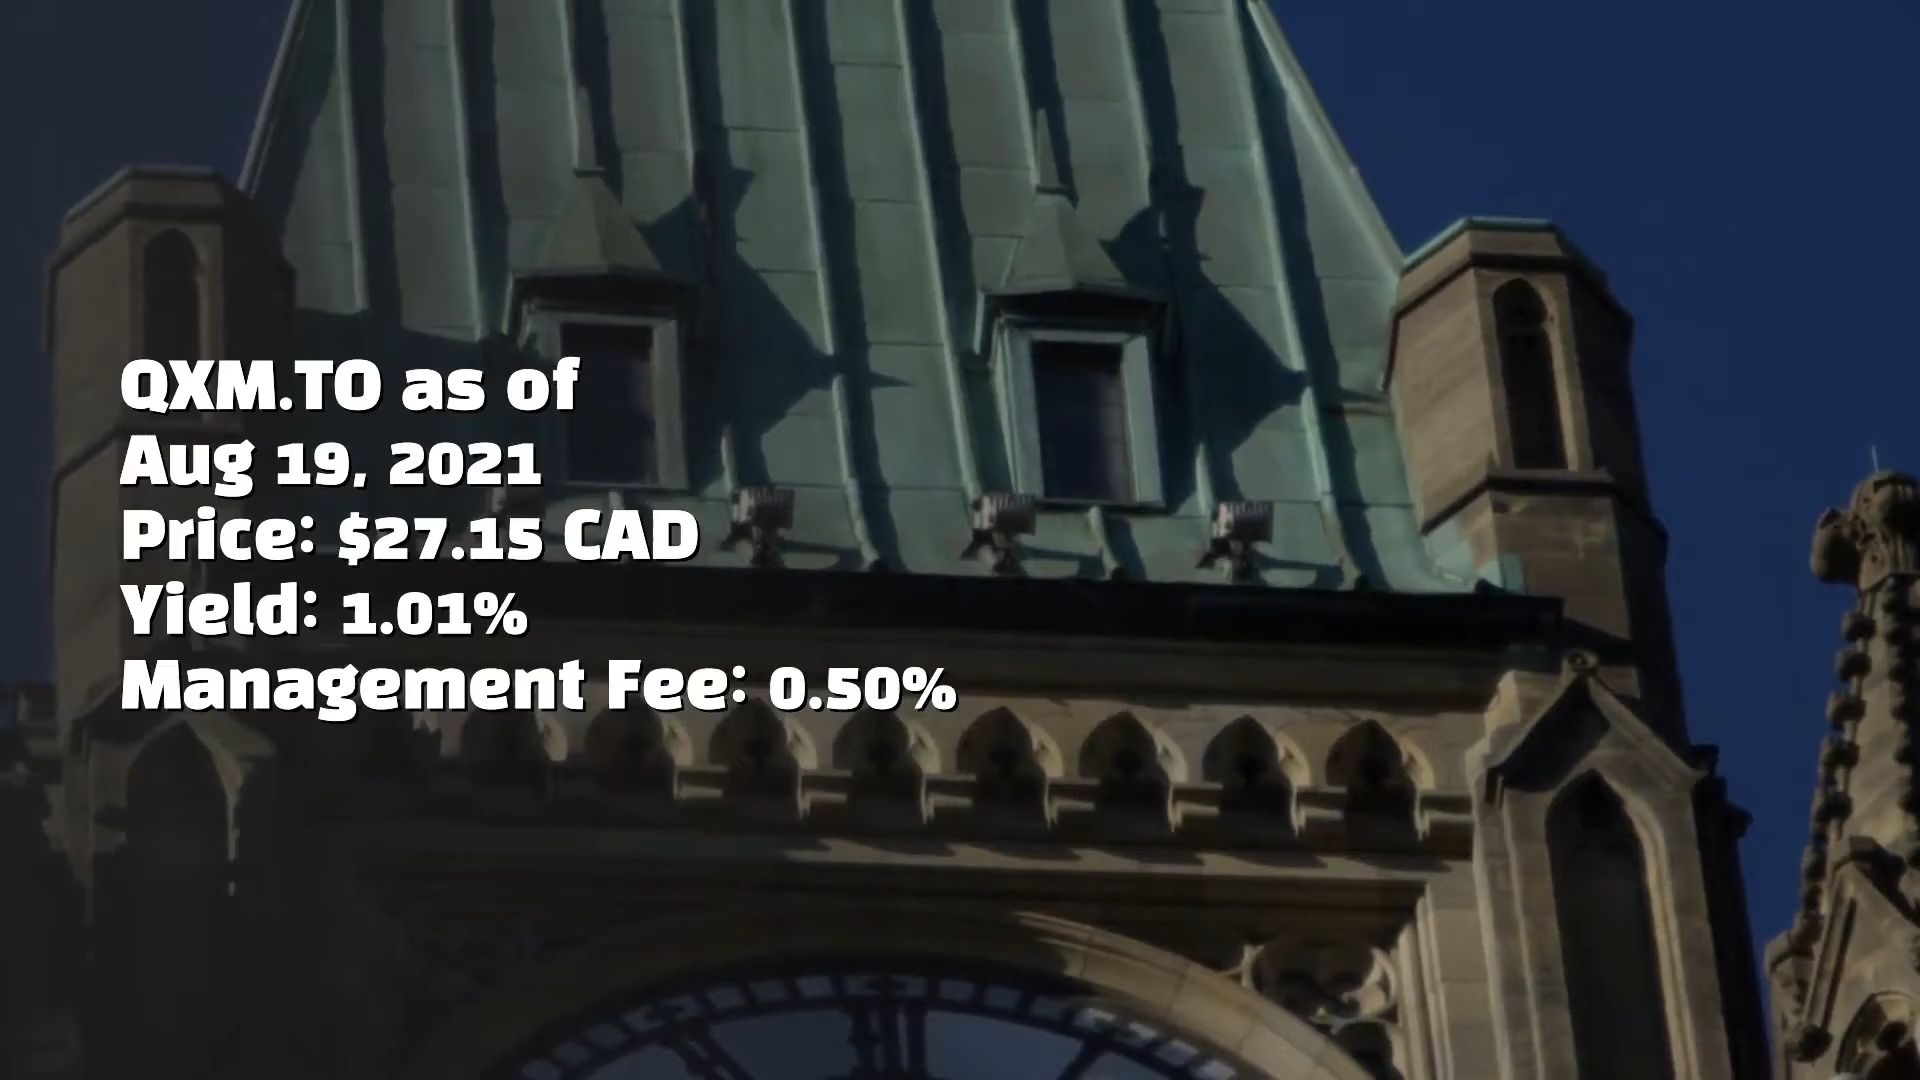 QXM.TO as of
Aug 19, 2021
Price: $27.15 CAD
Yield: 1.01%
Management Fee: 0.50%